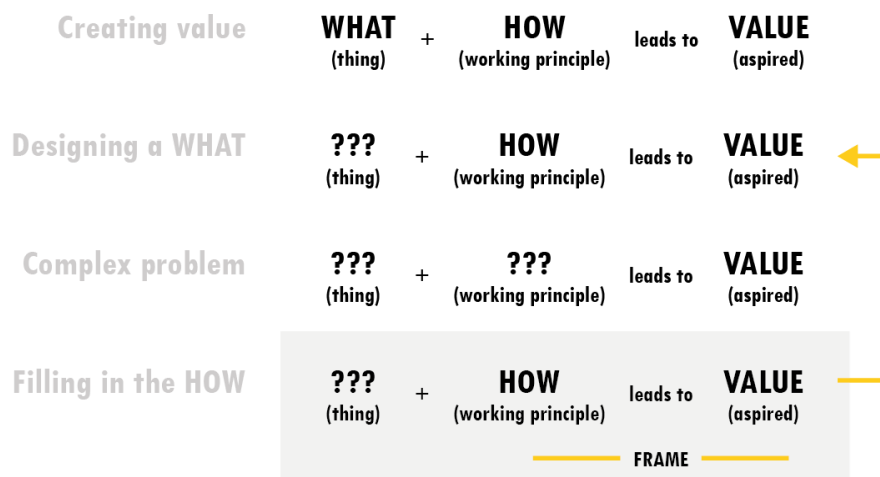 Creating value WHAT + HOW leads to VALUE
(thing) (working principle) (aspired)
Designing a WHAT ??? + HOW leads to VALUE
(thing) (working principle) (aspired)
Complex problem ??? + ??? leads to VALUE
(thing) (working principle) (aspired)
Filling in the HOW ??? + HOW leads to VALUE
(thing) (working principle) (aspired)
FRAME